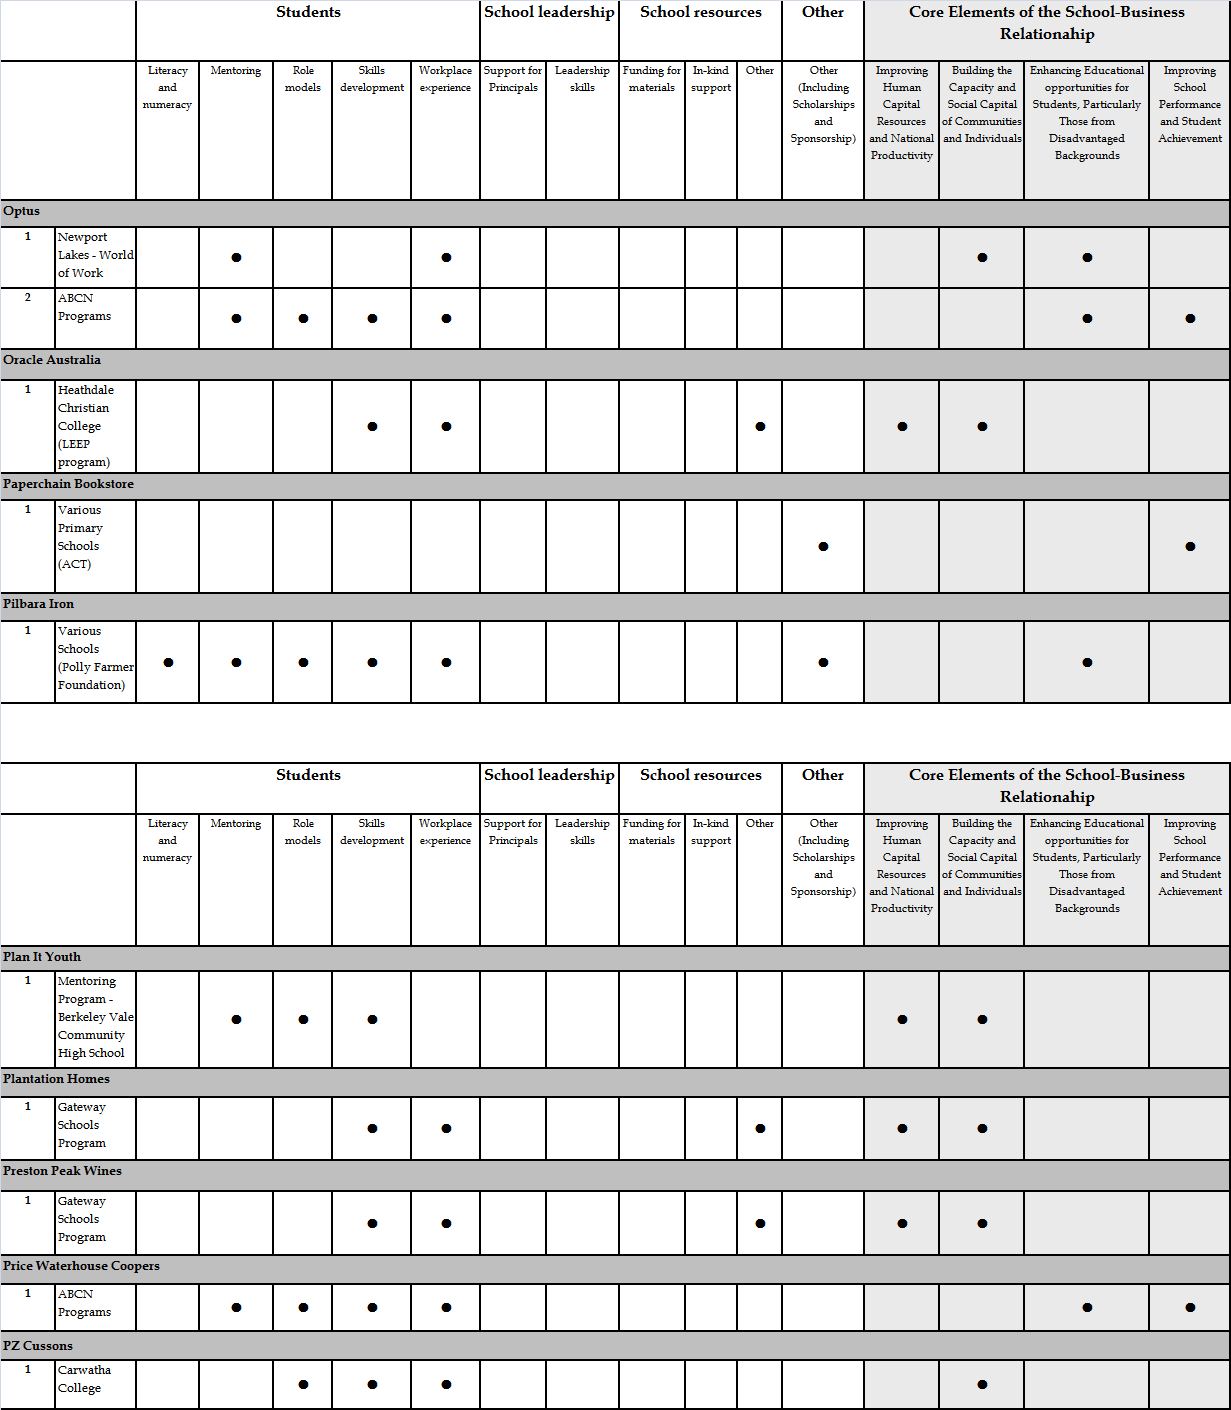 Students School leadership School resources Other Core Elements of the School-Business
Relationahip
Literacy Mentoring Role Skills Workplace Support for Leadership Funding for In-kind Other Other Improving Building the Enhancing Educational Improving
and models development experience Principals skills materials support (Including Human Capacity and opportunities for School
numeracy Scholarships Capital Social Capital Students, Particularly Performance
and Resources of Communities Those from and Student
Sponsorship) and National and Individuals Disadvantaged Achievement
Productivity Backgrounds
Optus
1 Newport
Lakes - World
of Work
● ● ● ●
2 ABCN
Programs
● ● ● ● ● ●
Oracle Australia
1 Heathdale
Christian
College
(LEEP
program)
● ● ● ● ●
Paperchain Bookstore
1 Various
Primary
Schools
(ACT)
● ●
Pilbara Iron
1 Various
Schools
(Polly Farmer
Foundation)
● ● ● ● ● ● ●
Students School leadership School resources Other Core Elements of the School-Business
Relationahip
Literacy Mentoring Role Skills Workplace Support for Leadership Funding for In-kind Other Other Improving Building the Enhancing Educational Improving
and models development experience Principals skills materials support (Including Human Capacity and opportunities for School
numeracy Scholarships Capital Social Capital Students, Particularly Performance
and Resources of Communities Those from and Student
Sponsorship) and National and Individuals Disadvantaged Achievement
Productivity Backgrounds
Plan It Youth
1 Mentoring
Program -
Berkeley Vale
Community
High School
● ● ● ● ●
Plantation Homes
1 Gateway
Schools
Program
● ● ● ● ●
Preston Peak Wines
1 Gateway
Schools
Program
● ● ● ● ●
Price Waterhouse Coopers
1 ABCN
Programs
● ● ● ● ● ●
PZ Cussons
1 Carwatha
College
● ● ● ●